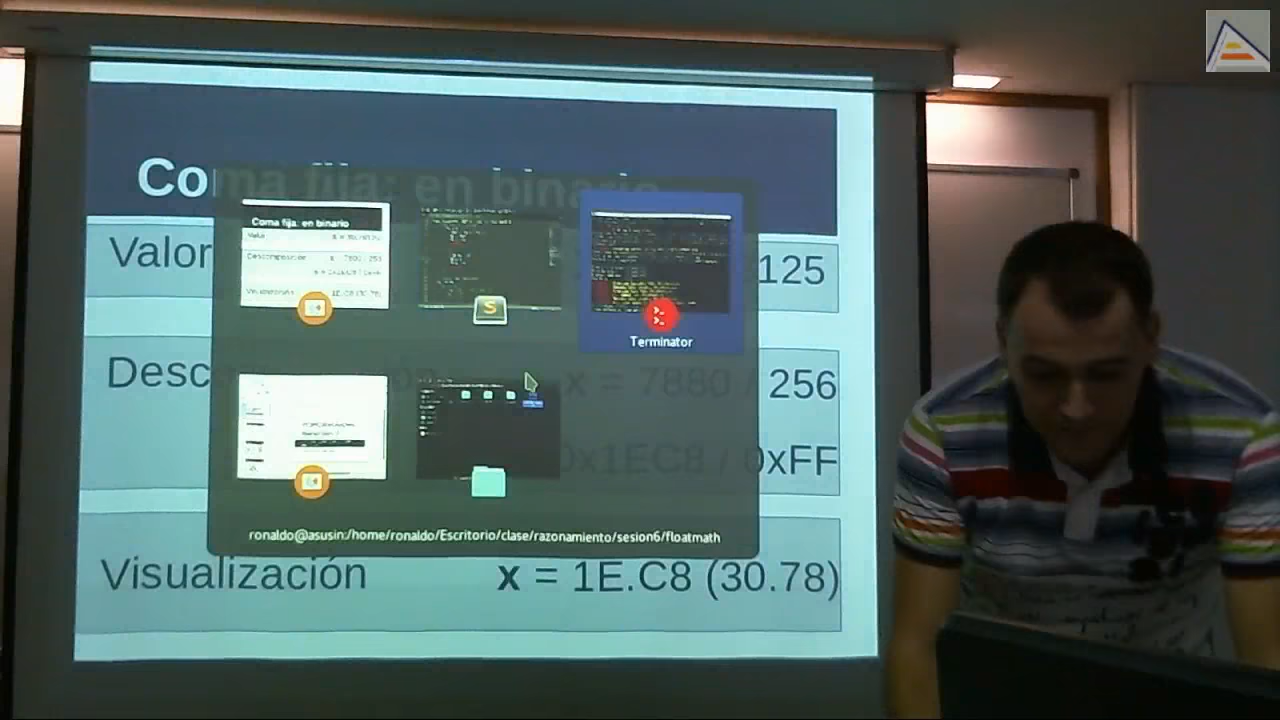 Coma fija: en binario
Valor 125
Coma fija: en binario
Terminator
Desc x = 7880 / 256
0x1EC8 / 0xFF
ronaldo@asusin:/home/ronaldo/Escritorio/clase/razonamiento/sesion6/floatmath
Visualización x = 1E.C8 (30.78)